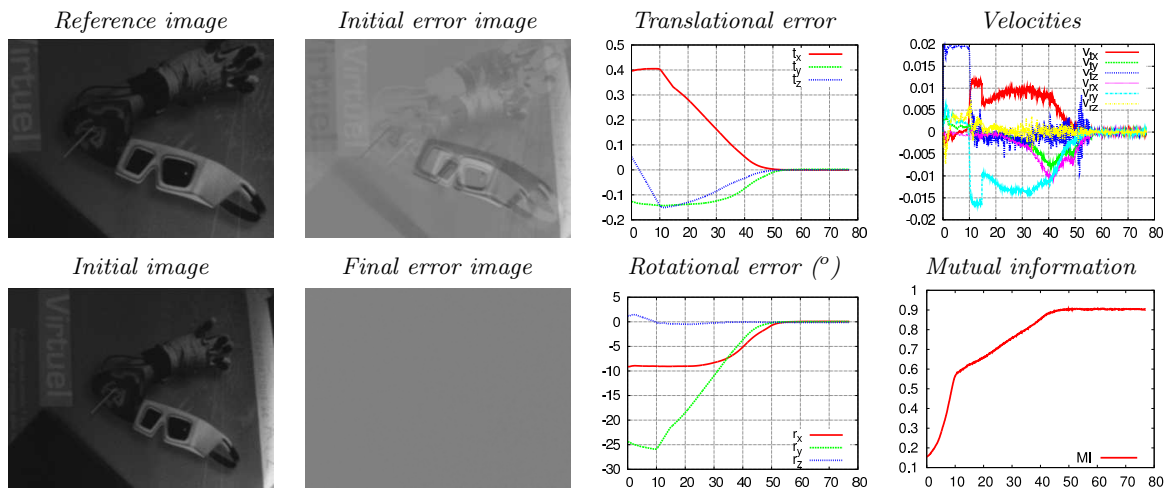 Reference image
Initial error image
Translational error
Velocities
Virtuel
0.5
0.4
0.3
0.2
0.1
0
-0.1
-0.2
0 10 20 30 40 50 60 70 80
t_x
t_y
t_z
0.02
0.015
0.01
0.005
0
-0.005
-0.01
-0.015
-0.02
0 10 20 30 40 50 60 70 80
v_tx
v_ty
v_tz
v_rx
v_ry
v_rz
Initial image
Final error image
Rotational error (°)
Mutual information
Virtuel
5
0
-5
-10
-15
-20
-25
-30
0 10 20 30 40 50 60 70 80
r_x
r_y
r_z
1
0.9
0.8
0.7
0.6
0.5
0.4
0.3
0.2
0.1
0 10 20 30 40 50 60 70 80
MI